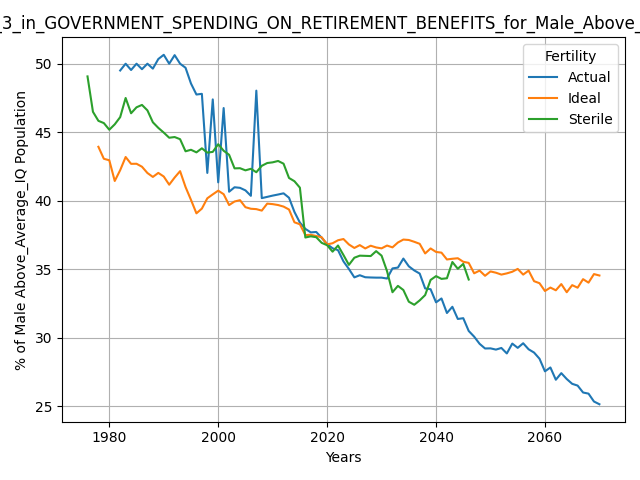 _3_in_GOVERNMENT_SPENDING_ON_RETIREMENT_BENEFITS_for_Male_Above_
Fertility
Actual
Ideal
Sterile
% of Male Above_Average_IQ Population
50
45
40
35
30
25
1980
2000
2020
2040
2060
Years